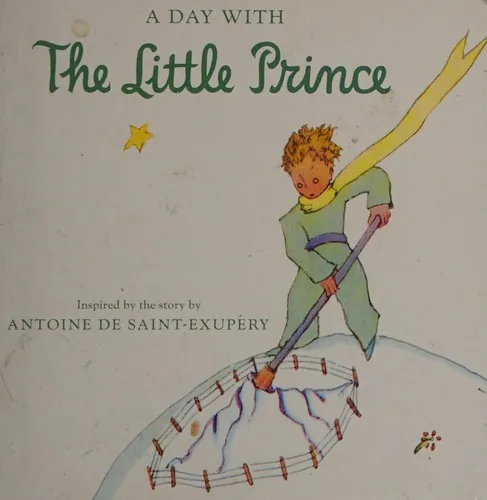 A DAY WITH
The Little Prince
Inspired by the story by
ANTOINE DE SAINT-EXUPÉRY